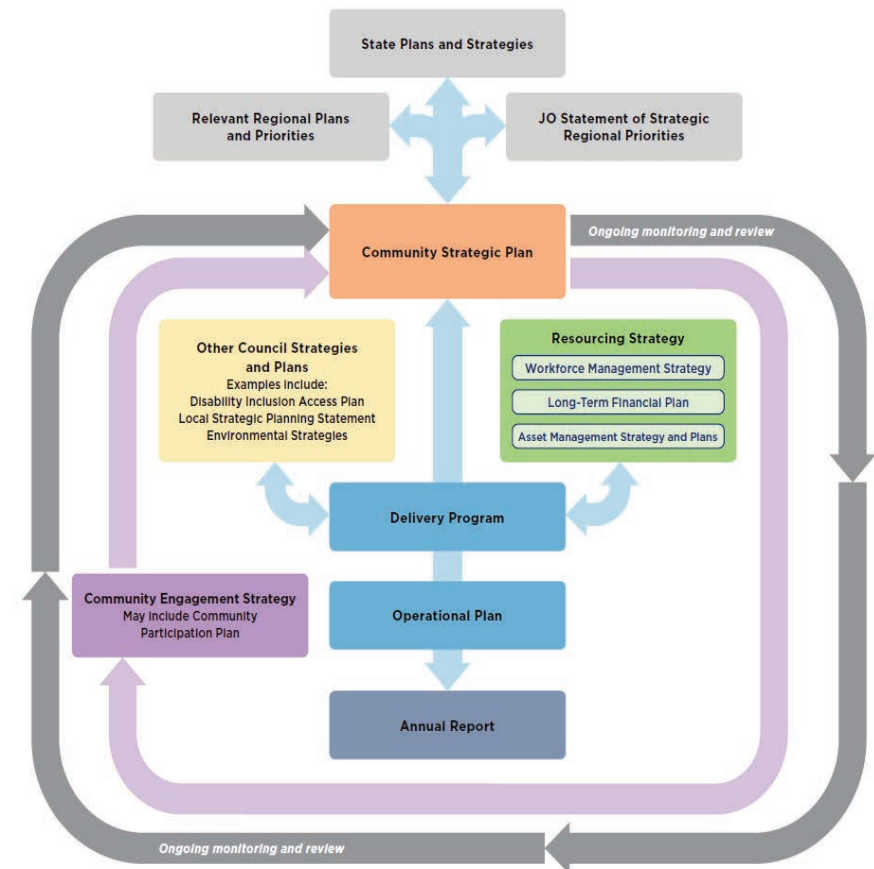 State Plans and Strategies
Relevant Regional Plans
and Priorities
JO Statement of Strategic
Regional Priorities
Ongoing monitoring and review
Community Strategic Plan
Other Council Strategies
and Plans
Examples include:
Disability Inclusion Access Plan
Local Strategic Planning Statement
Environmental Strategies
Resourcing Strategy
Workforce Management Strategy
Long-Term Financial Plan
Asset Management Strategy and Plans
Delivery Program
Community Engagement Strategy
May include Community
Participation Plan
Operational Plan
Annual Report
Ongoing monitoring and review